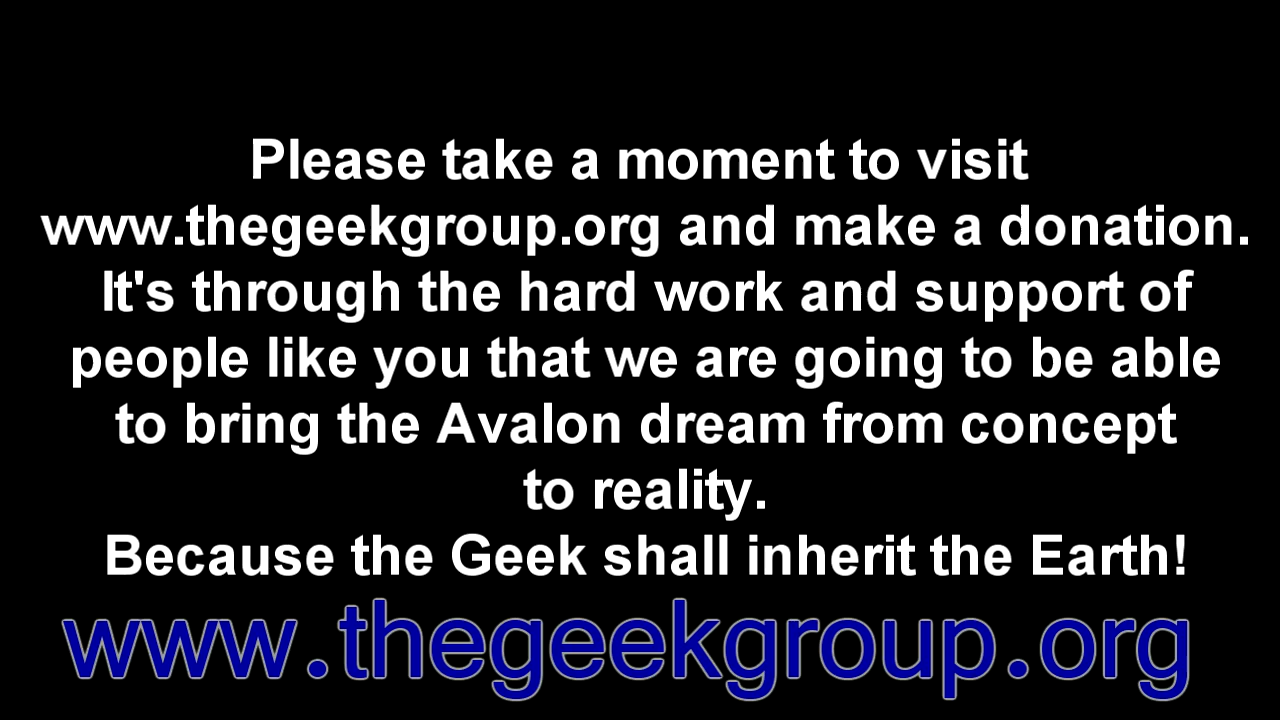 Please take a moment to visit
www.thegeekgroup.org and make a donation.
It's through the hard work and support of
people like you that we are going to be able
to bring the Avalon dream from concept
to reality.
Because the Geek shall inherit the Earth!
www.thegeekgroup.org